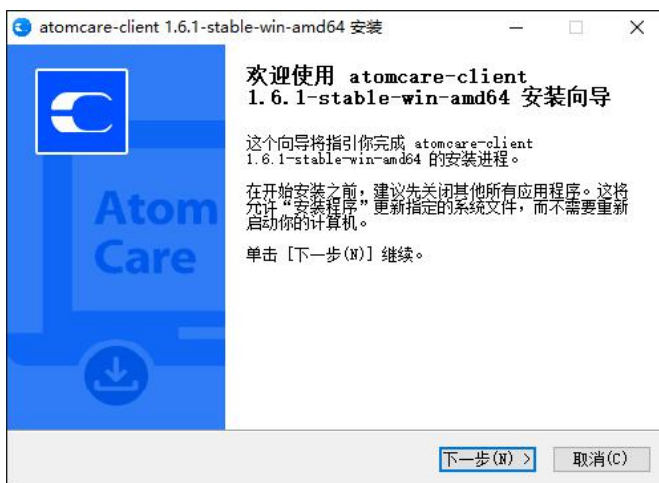 atomcare-client 1.6.1-stable-win-amd64 安装
欢迎使用 atomcare-client
1.6.1-stable-win-amd64 安装向导
这个向导将指引你完成 atomcare-client
1.6.1-stable-win-amd64 的安装进程。
在开始安装之前，建议先关闭其他所有应用程序。这将
允许“安装程序”更新指定的系统文件，而不需要重新
启动你的计算机。
单击 [下一步(N)] 继续。
Atom
Care
下一步(N) >
取消(C)